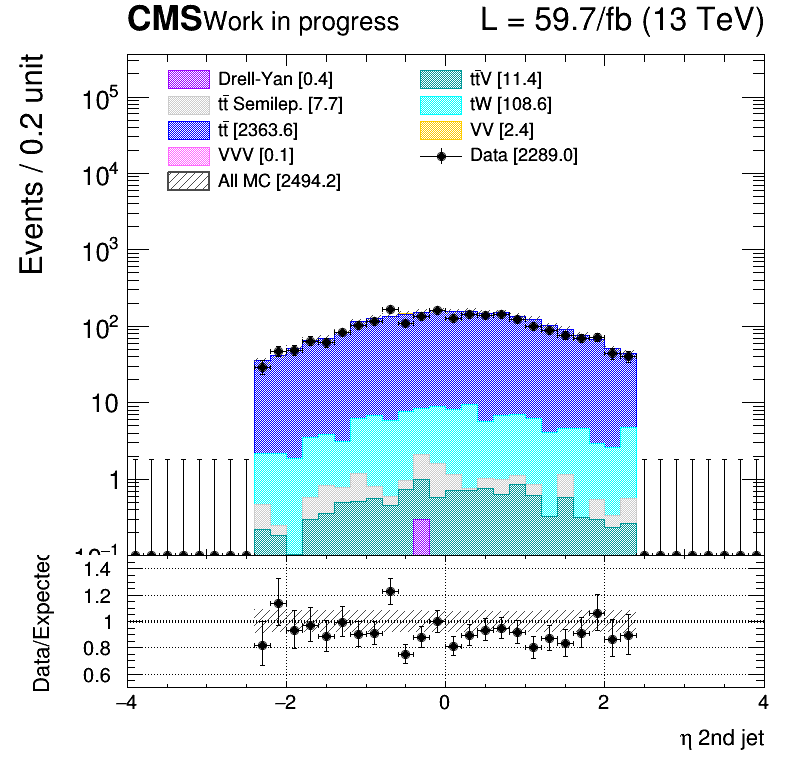 CMS Work in progress L = 59.7/fb (13 TeV)
Events / 0.2 unit
Drell-Yan [0.4] tt̄V [11.4]
tt̄ Semilep. [7.7] tW [108.6]
tt̄ [2363.6] VV [2.4]
VVV [0.1] Data [2289.0]
All MC [2494.2]
10⁵
10⁴
10³
10²
10
1
10⁻¹
Data/Expected
1.4
1.2
1
0.8
0.6
−4 −2 0 2 4
η 2nd jet